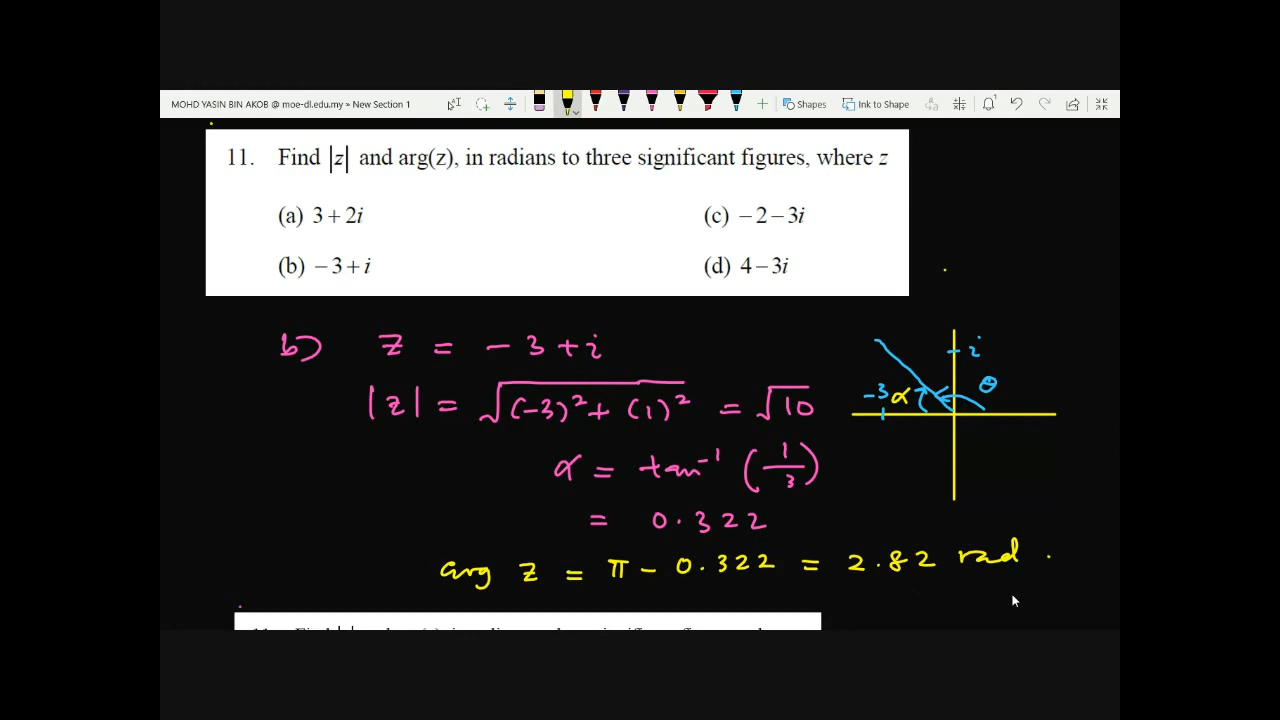 MOHD YASIN BIN AKOB @ moe-dl.edu.my » New Section 1
Shapes
Ink to Shape
11. Find |z| and arg(z), in radians to three significant figures, where z
(a) 3 + 2i
(c) − 2 − 3i
(b) − 3 + i
(d) 4 − 3i
b) z = - 3 + i
|z| = √(-3)² + (1)² = √10
α = tan⁻¹ (1/3)
= 0.322
arg z = π - 0.322 = 2.82 rad.
i
-3 α θ